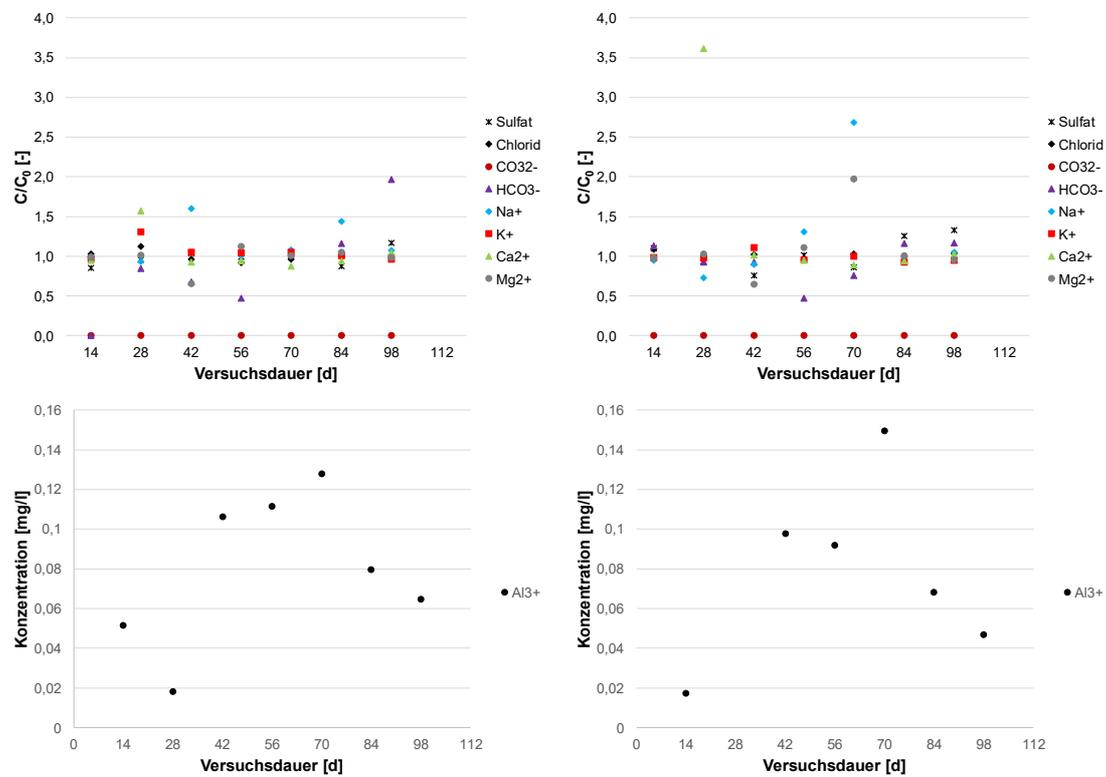 4,0
3,5
3,0
2,5
2,0
1,5
1,0
0,5
0,0
C/C0 [-]
14 28 42 56 70 84 98 112
Versuchsdauer [d]
Sulfat
Chlorid
CO32-
HCO3-
Na+
K+
Ca2+
Mg2+
4,0
3,5
3,0
2,5
2,0
1,5
1,0
0,5
0,0
C/C0 [-]
14 28 42 56 70 84 98 112
Versuchsdauer [d]
Sulfat
Chlorid
CO32-
HCO3-
Na+
K+
Ca2+
Mg2+
0,16
0,14
0,12
0,1
0,08
0,06
0,04
0,02
0
Konzentration [mg/l]
0 14 28 42 56 70 84 98 112
Versuchsdauer [d]
Al3+
0,16
0,14
0,12
0,1
0,08
0,06
0,04
0,02
0
Konzentration [mg/l]
0 14 28 42 56 70 84 98 112
Versuchsdauer [d]
Al3+